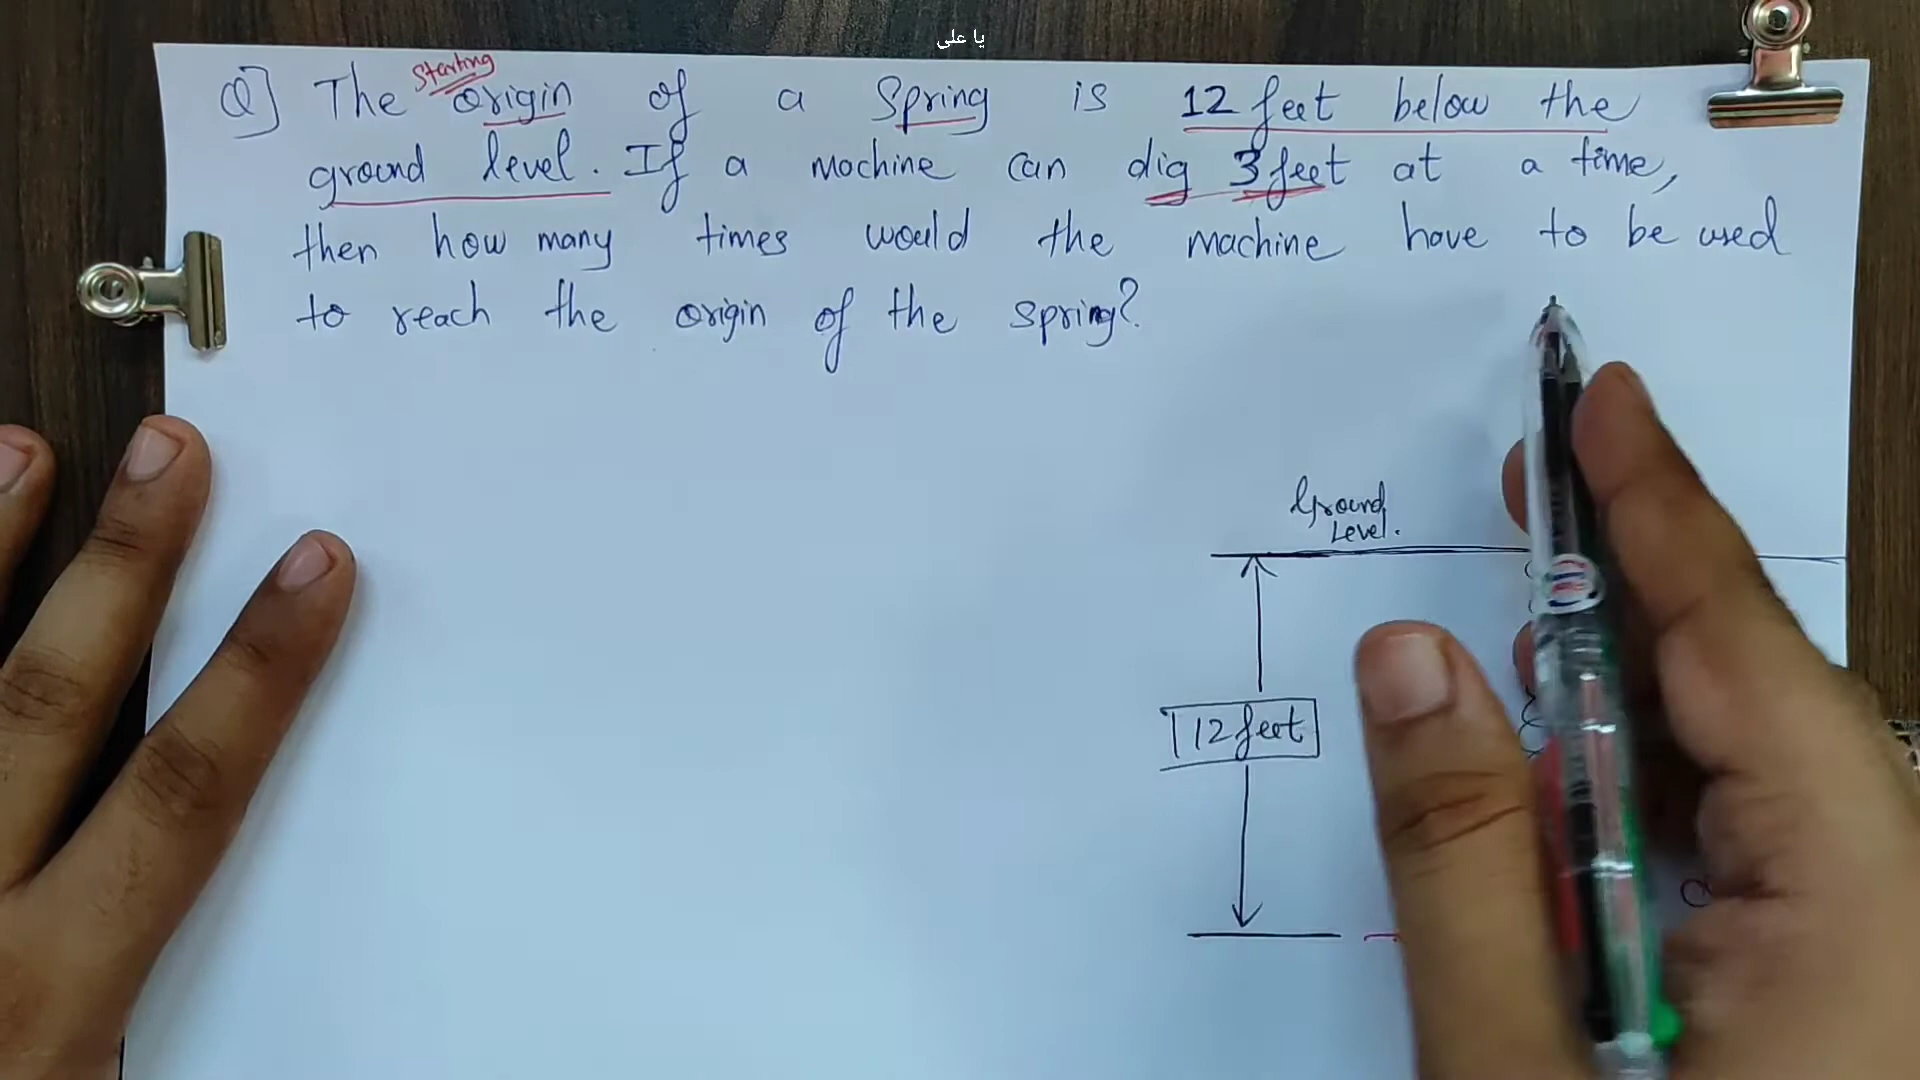 یا علی
Starting
Q] The origin of a Spring is 12 feet below the
ground level. If a machine can dig 3 feet at a time,
then how many times would the machine have to be used
to reach the origin of the spring?
Ground
Level.
12 feet